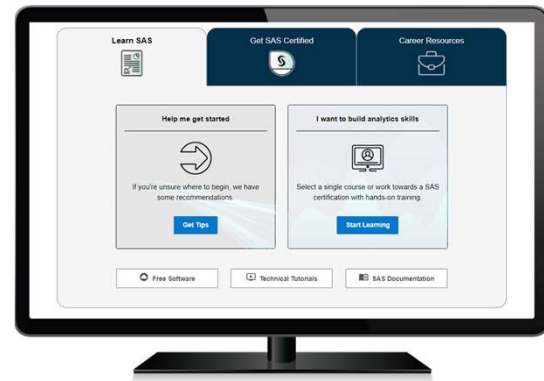 Learn SAS
Get SAS Certified
Career Resources
Help me get started
If you're unsure where to begin, we have
some recommendations.
Get Tips
I want to build analytics skills
Select a single course or work towards a SAS
certification with hands-on training.
Start Learning
Free Software
Technical Tutorials
SAS Documentation